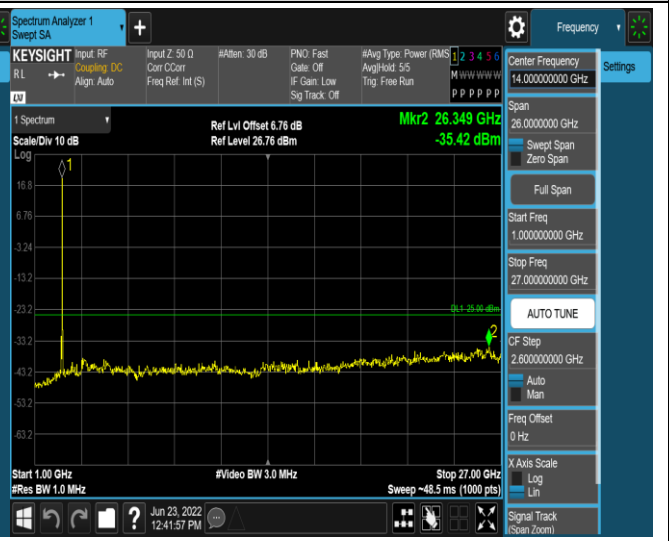 Spectrum Analyzer 1
Swept SA
+
Frequency
KEYSIGHT
RL
LXI
Input: RF
Coupling: DC
Align: Auto
Input Z: 50 Ω
Corr CCorr
Freq Ref: Int (S)
#Atten: 30 dB
PNO: Fast
Gate: Off
IF Gain: Low
Sig Track: Off
#Avg Type: Power (RMS
Avg|Hold: 5/5
Trig: Free Run
1 2 3 4 5 6
M W W W W W
P P P P P P
1 Spectrum
Scale/Div 10 dB
Log
Ref Lvl Offset 6.76 dB
Ref Level 26.76 dBm
Mkr2 26.349 GHz
-35.42 dBm
1
16.8
6.76
-3.24
-13.2
-23.2
DL1 -25.00 dBm
2
-33.2
-43.2
-53.2
-63.2
Start 1.00 GHz
#Res BW 1.0 MHz
#Video BW 3.0 MHz
Stop 27.00 GHz
Sweep ~48.5 ms (1000 pts)
?
Jun 23, 2022
12:41:57 PM
Center Frequency
14.000000000 GHz
Span
26.0000000 GHz
Swept Span
Zero Span
Full Span
Start Freq
1.000000000 GHz
Stop Freq
27.000000000 GHz
AUTO TUNE
CF Step
2.600000000 GHz
Auto
Man
Freq Offset
0 Hz
X Axis Scale
Log
Lin
Signal Track
(Span Zoom)
Settings